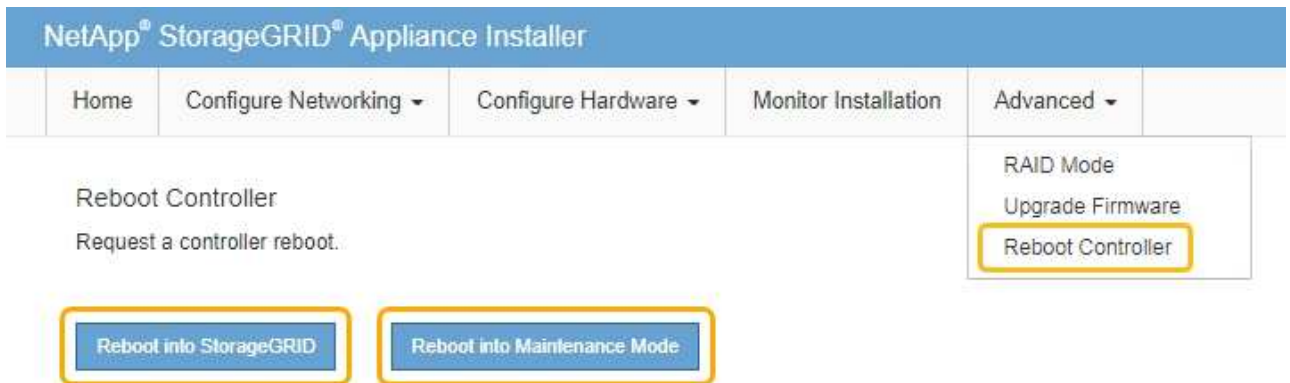 NetApp® StorageGRID® Appliance Installer
Home Configure Networking Configure Hardware Monitor Installation Advanced
RAID Mode
Upgrade Firmware
Reboot Controller
Reboot Controller
Request a controller reboot.
Reboot into StorageGRID Reboot into Maintenance Mode